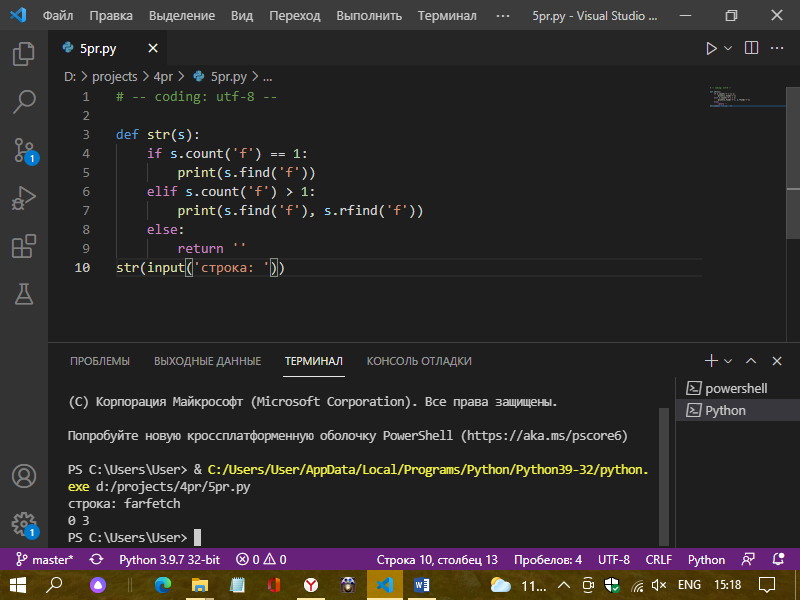 Файл Правка Выделение Вид Переход Выполнить Терминал ··· 5pr.py - Visual Studio ...
5pr.py
D: > projects > 4pr > 5pr.py > ...
1 # -- coding: utf-8 --
2
3 def str(s):
4 if s.count('f') == 1:
5 print(s.find('f'))
6 elif s.count('f') > 1:
7 print(s.find('f'), s.rfind('f'))
8 else:
9 return ''
10 str(input('строка: '))
1
ПРОБЛЕМЫ ВЫХОДНЫЕ ДАННЫЕ ТЕРМИНАЛ КОНСОЛЬ ОТЛАДКИ
powershell
Python
(C) Корпорация Майкрософт (Microsoft Corporation). Все права защищены.
Попробуйте новую кроссплатформенную оболочку PowerShell (https://aka.ms/pscore6)
PS C:\Users\User> & C:/Users/User/AppData/Local/Programs/Python/Python39-32/python.
exe d:/projects/4pr/5pr.py
строка: farfetch
0 3
PS C:\Users\User>
1
master* Python 3.9.7 32-bit 0 0 Строка 10, столбец 13 Пробелов: 4 UTF-8 CRLF Python
11... ENG 15:18